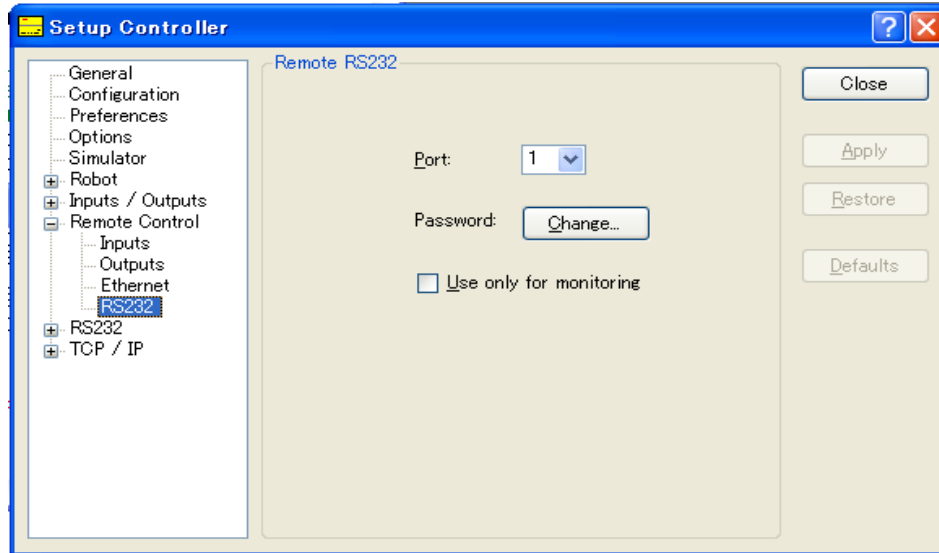 Setup Controller
General
Configuration
Preferences
Options
Simulator
Robot
Inputs / Outputs
Remote Control
Inputs
Outputs
Ethernet
RS232
RS232
TCP / IP
Remote RS232
Port: 1
Password: Change...
Use only for monitoring
Close
Apply
Restore
Defaults